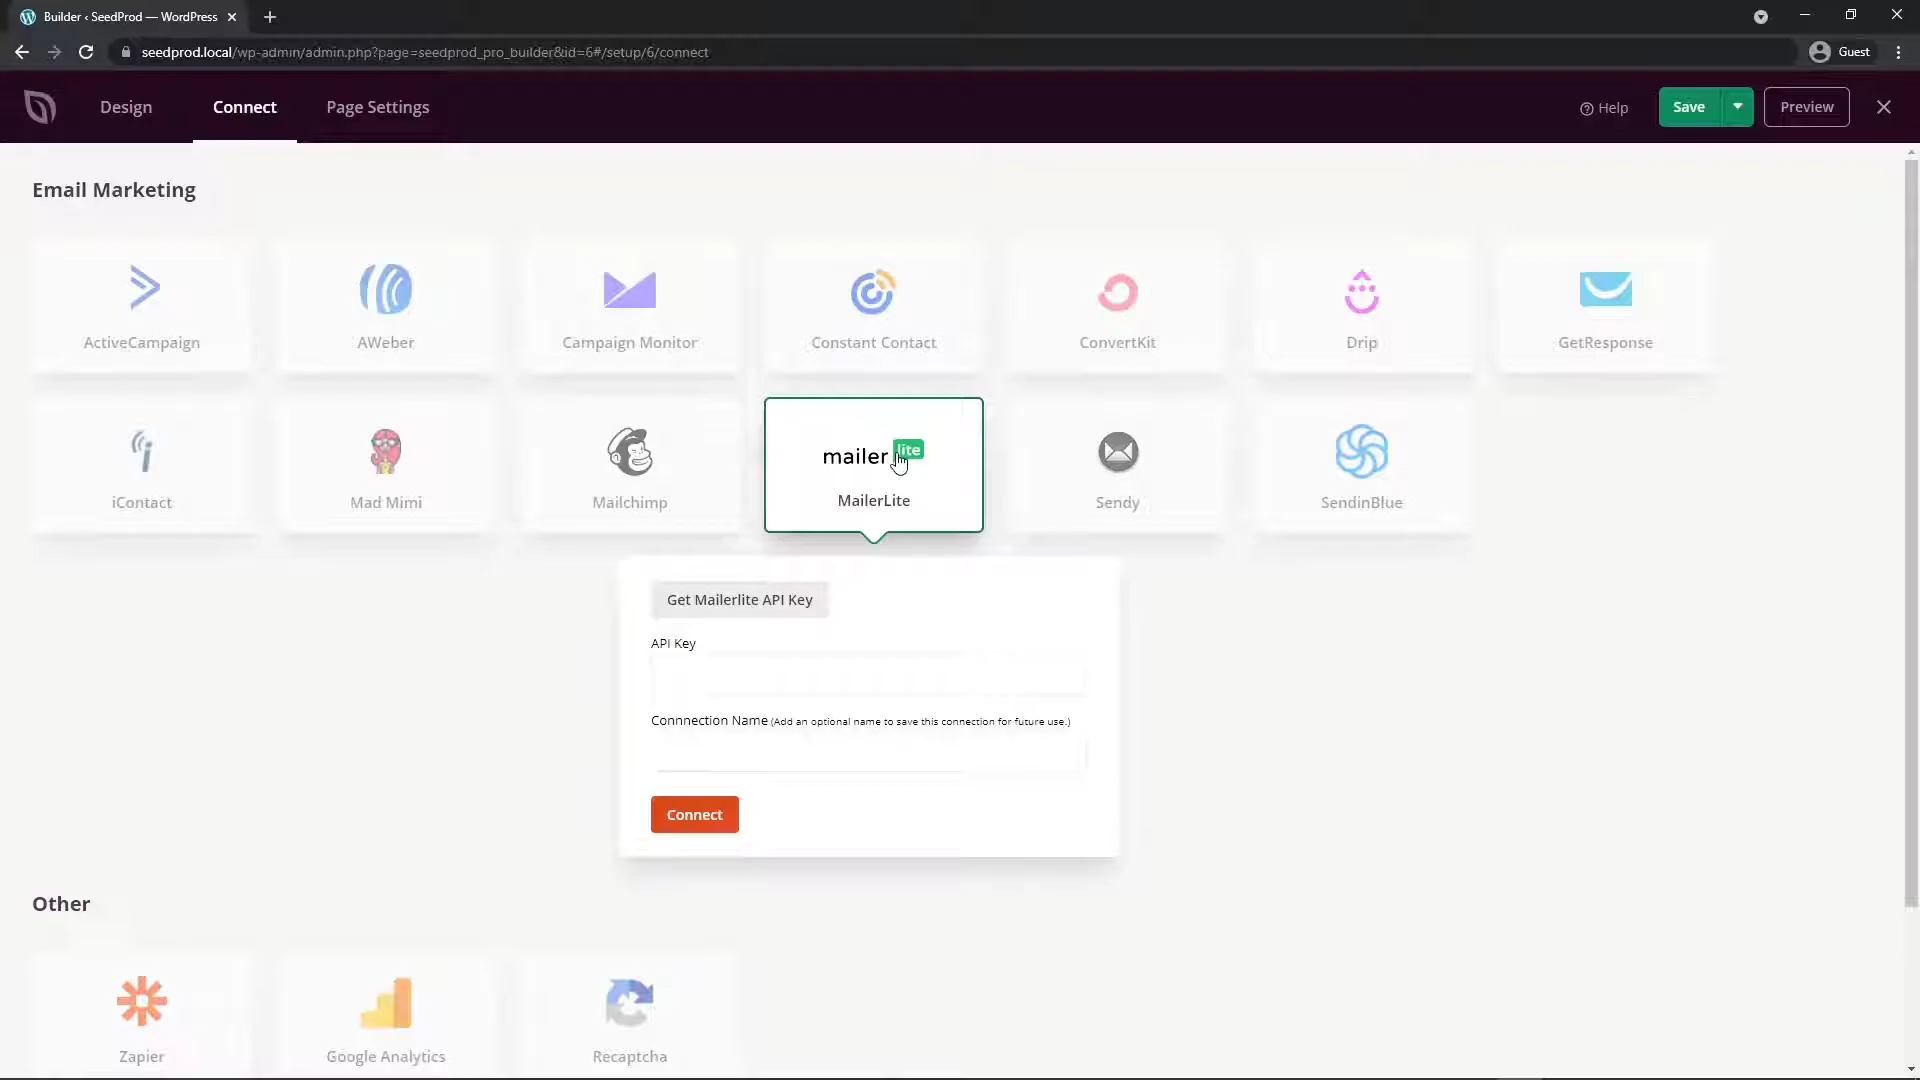 Builder ‹ SeedProd — WordPress
seedprod.local/wp-admin/admin.php?page=seedprod_pro_builder&id=6#/setup/6/connect
Guest
Design
Connect
Page Settings
Help
Save
Preview
Email Marketing
ActiveCampaign
AWeber
Campaign Monitor
Constant Contact
ConvertKit
Drip
GetResponse
mailer lite
iContact
Mad Mimi
Mailchimp
MailerLite
Sendy
SendinBlue
Get Mailerlite API Key
API Key
Connnection Name (Add an optional name to save this connection for future use.)
Connect
Other
Zapier
Google Analytics
Recaptcha